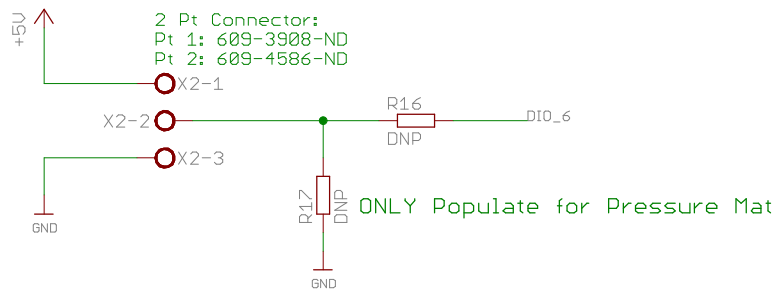 +5V
2 Pt Connector:
Pt 1: 609-3908-ND
Pt 2: 609-4586-ND
X2-1
X2-2
X2-3
R16
DNP
DIO_6
R17
DNP
ONLY Populate for Pressure Mat
GND
GND